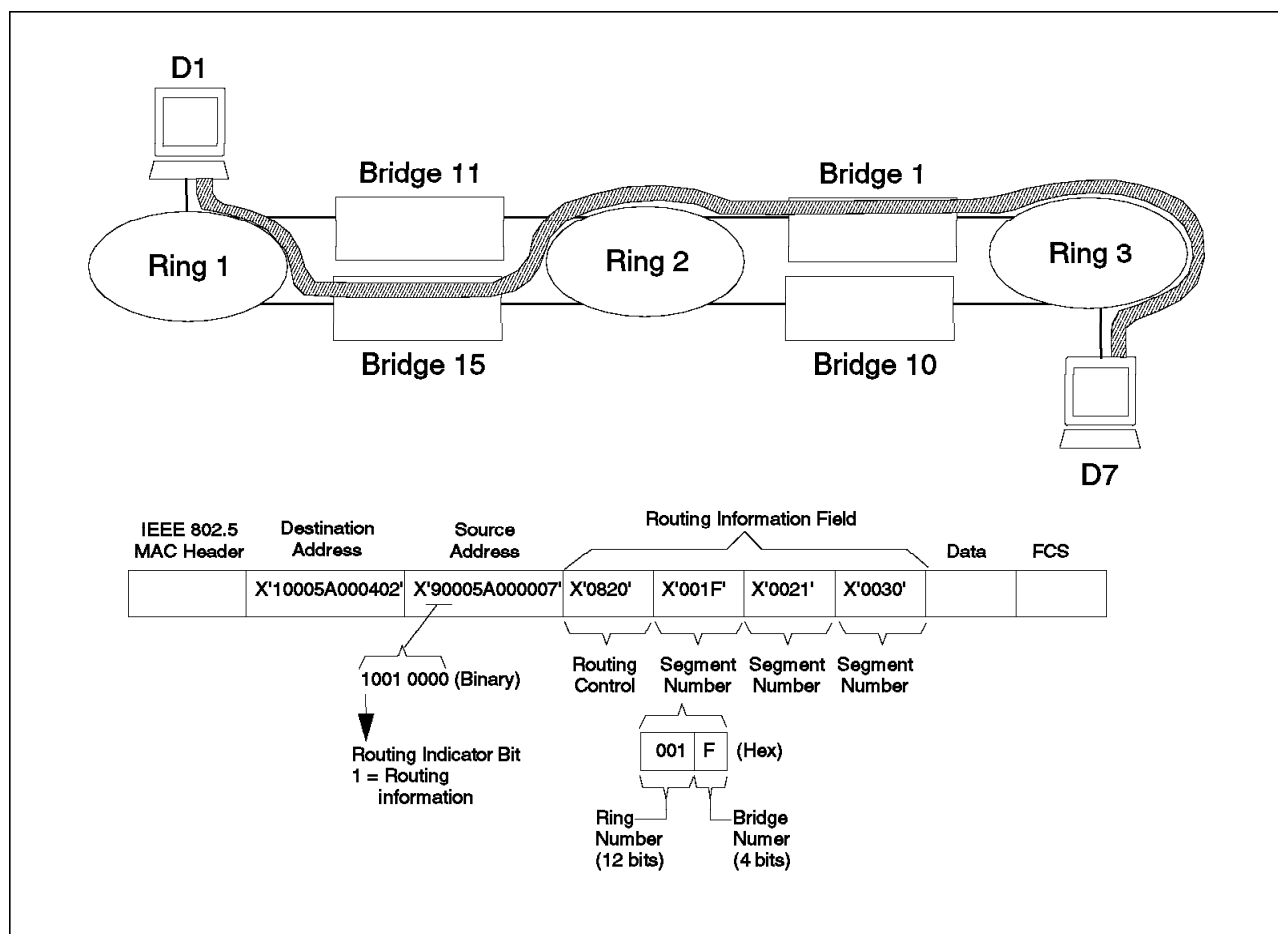 D1
Bridge 11
Bridge 1
Ring 1
Ring 2
Ring 3
Bridge 15
Bridge 10
D7
Routing Information Field
IEEE 802.5
MAC Header
Destination
Address
Source
Address
Data
FCS
X'10005A000402'
X'90005A000007'
X'0820'
X'001F'
X'0021'
X'0030'
1001 0000 (Binary)
Routing
Control
Segment
Number
Segment
Number
Segment
Number
Routing Indicator Bit
1 = Routing
information
001
F
(Hex)
Ring
Number
(12 bits)
Bridge
Numer
(4 bits)